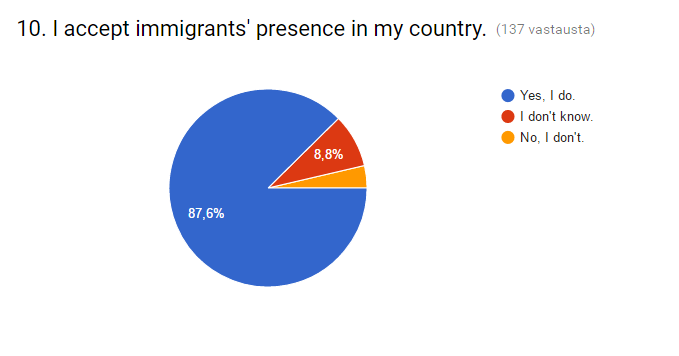 10. I accept immigrants' presence in my country. (137 vastausta)
Yes, I do.
I don't know.
No, I don't.
8,8%
87,6%